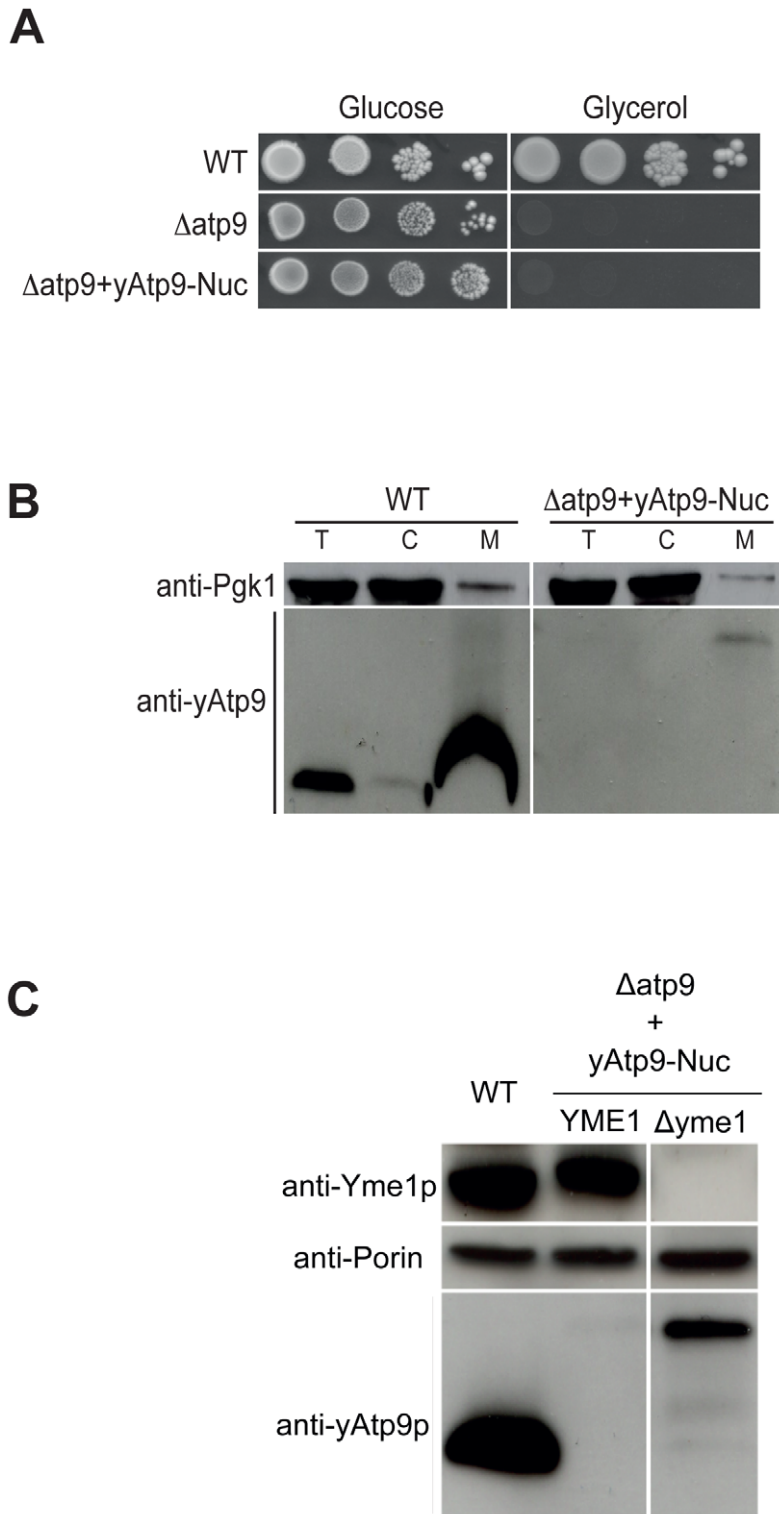 A
Glucose Glycerol
WT
Δatp9
Δatp9+yAtp9-Nuc
B
WT Δatp9+yAtp9-Nuc
T C M T C M
anti-Pgk1
anti-yAtp9
C
Δatp9
+
yAtp9-Nuc
WT
YME1 Δyme1
anti-Yme1p
anti-Porin
anti-yAtp9p